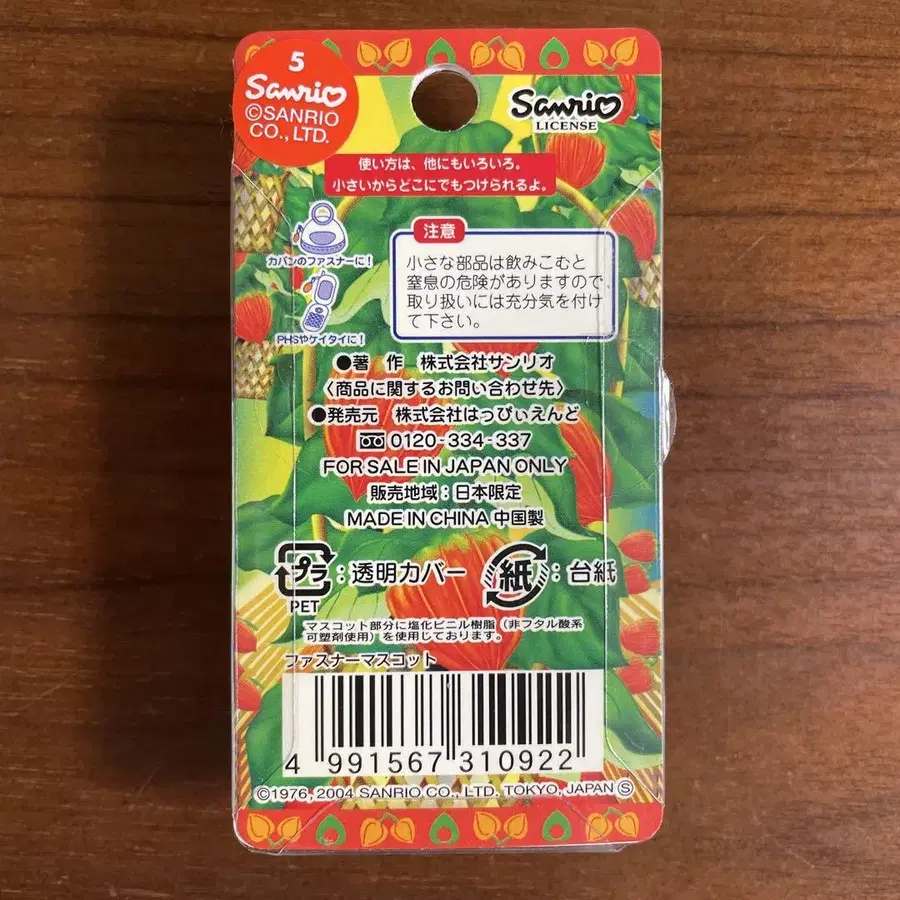 5
Sanrio
©SANRIO
CO., LTD.
Sanrio
LICENSE
使い方は、他にもいろいろ。
小さいからどこにでもつけられるよ。
カバンのファスナーに！
PHSやケイタイに！
注意
小さな部品は飲みこむと
窒息の危険がありますので、
取り扱いには充分気を付け
て下さい。
●著 作 株式会社サンリオ
〈商品に関するお問い合わせ先〉
●発売元 株式会社はっぴぃえんど
0120-334-337
FOR SALE IN JAPAN ONLY
販売地域：日本限定
MADE IN CHINA 中国製
プラ：透明カバー
PET
紙：台紙
マスコット部分に塩化ビニル樹脂（非フタル酸系
可塑剤使用）を使用しております。
ファスナーマスコット
4 991567 310922
©1976, 2004 SANRIO CO., LTD. TOKYO, JAPAN Ⓢ